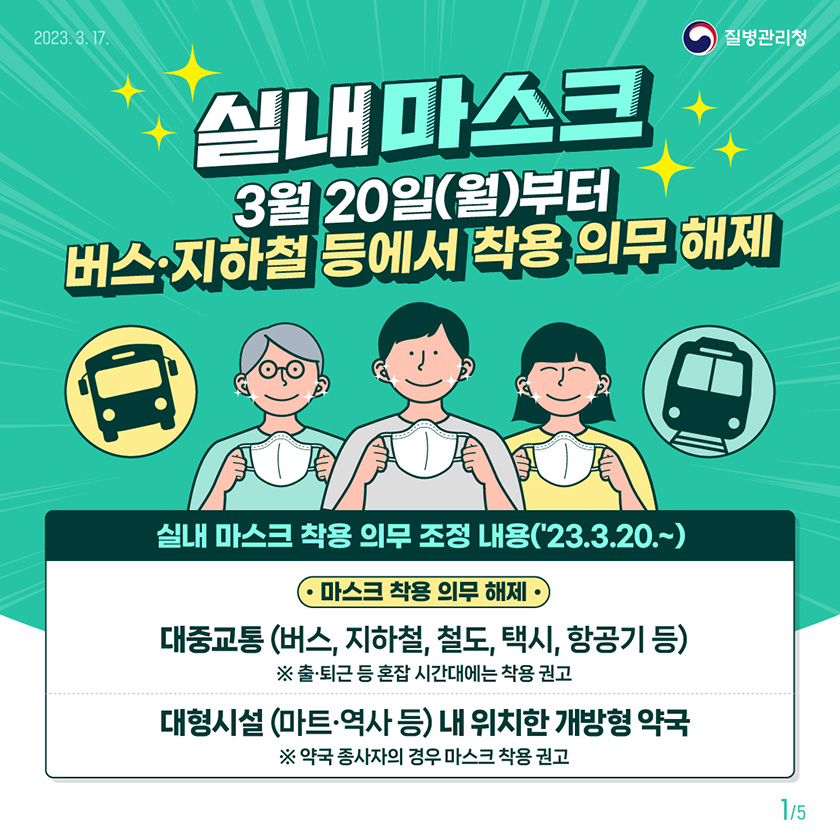 2023. 3. 17.
질병관리청
실내마스크
3월 20일(월)부터
버스·지하철 등에서 착용 의무 해제
실내 마스크 착용 의무 조정 내용('23.3.20.~)
· 마스크 착용 의무 해제 ·
대중교통 (버스, 지하철, 철도, 택시, 항공기 등)
※ 출·퇴근 등 혼잡 시간대에는 착용 권고
대형시설 (마트·역사 등) 내 위치한 개방형 약국
※ 약국 종사자의 경우 마스크 착용 권고
1/5